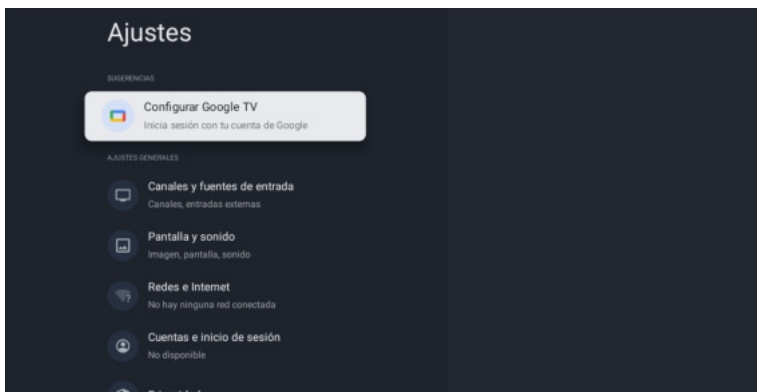 Ajustes
SUGERENCIAS
Configurar Google TV
Inicia sesión con tu cuenta de Google
AJUSTES GENERALES
Canales y fuentes de entrada
Canales, entradas externas
Pantalla y sonido
Imagen, pantalla, sonido
Redes e Internet
No hay ninguna red conectada
Cuentas e inicio de sesión
No disponible